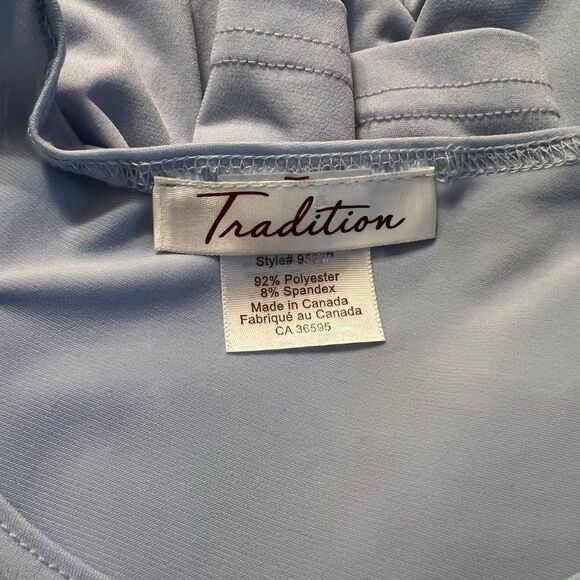 Tradition
Style#
92% Polyester
8% Spandex
Made in Canada
Fabriqué au Canada
CA 36595